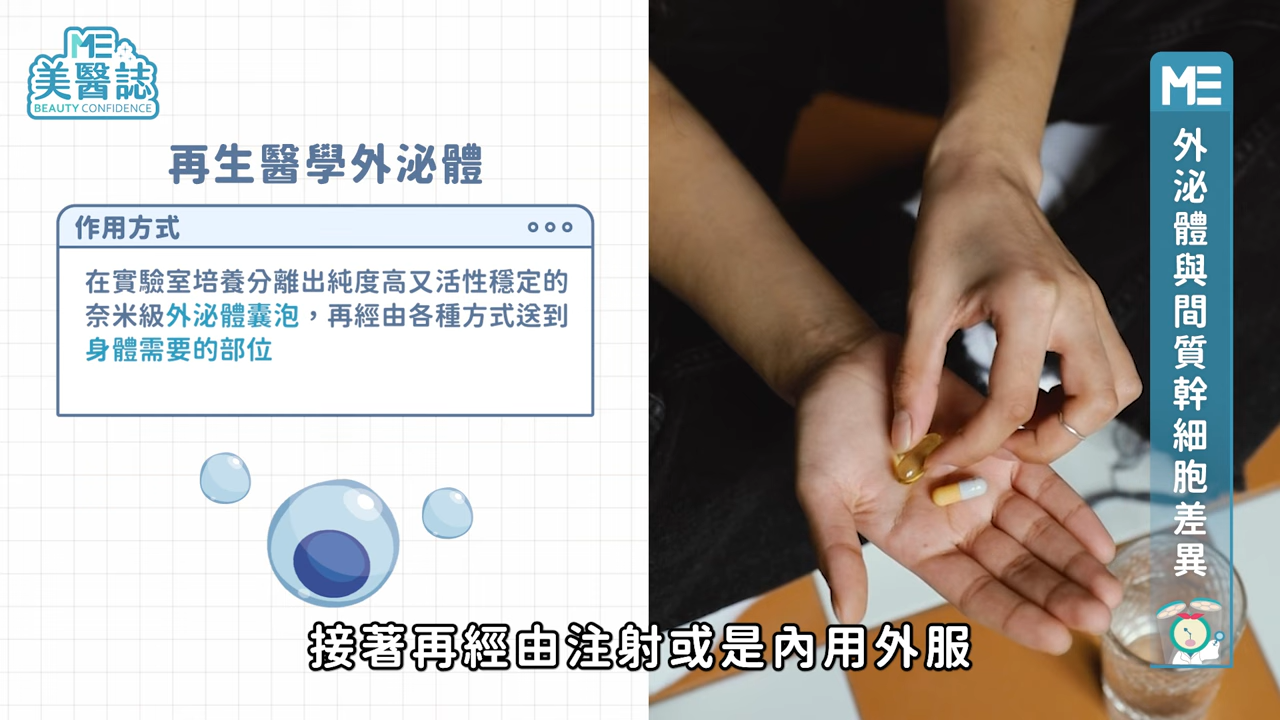 ME
美醫誌
BEAUTY CONFIDENCE
再生醫學外泌體
作用方式
在實驗室培養分離出純度高又活性穩定的
奈米級外泌體囊泡，再經由各種方式送到
身體需要的部位
ME
外泌體與間質幹細胞差異
接著再經由注射或是內用外服